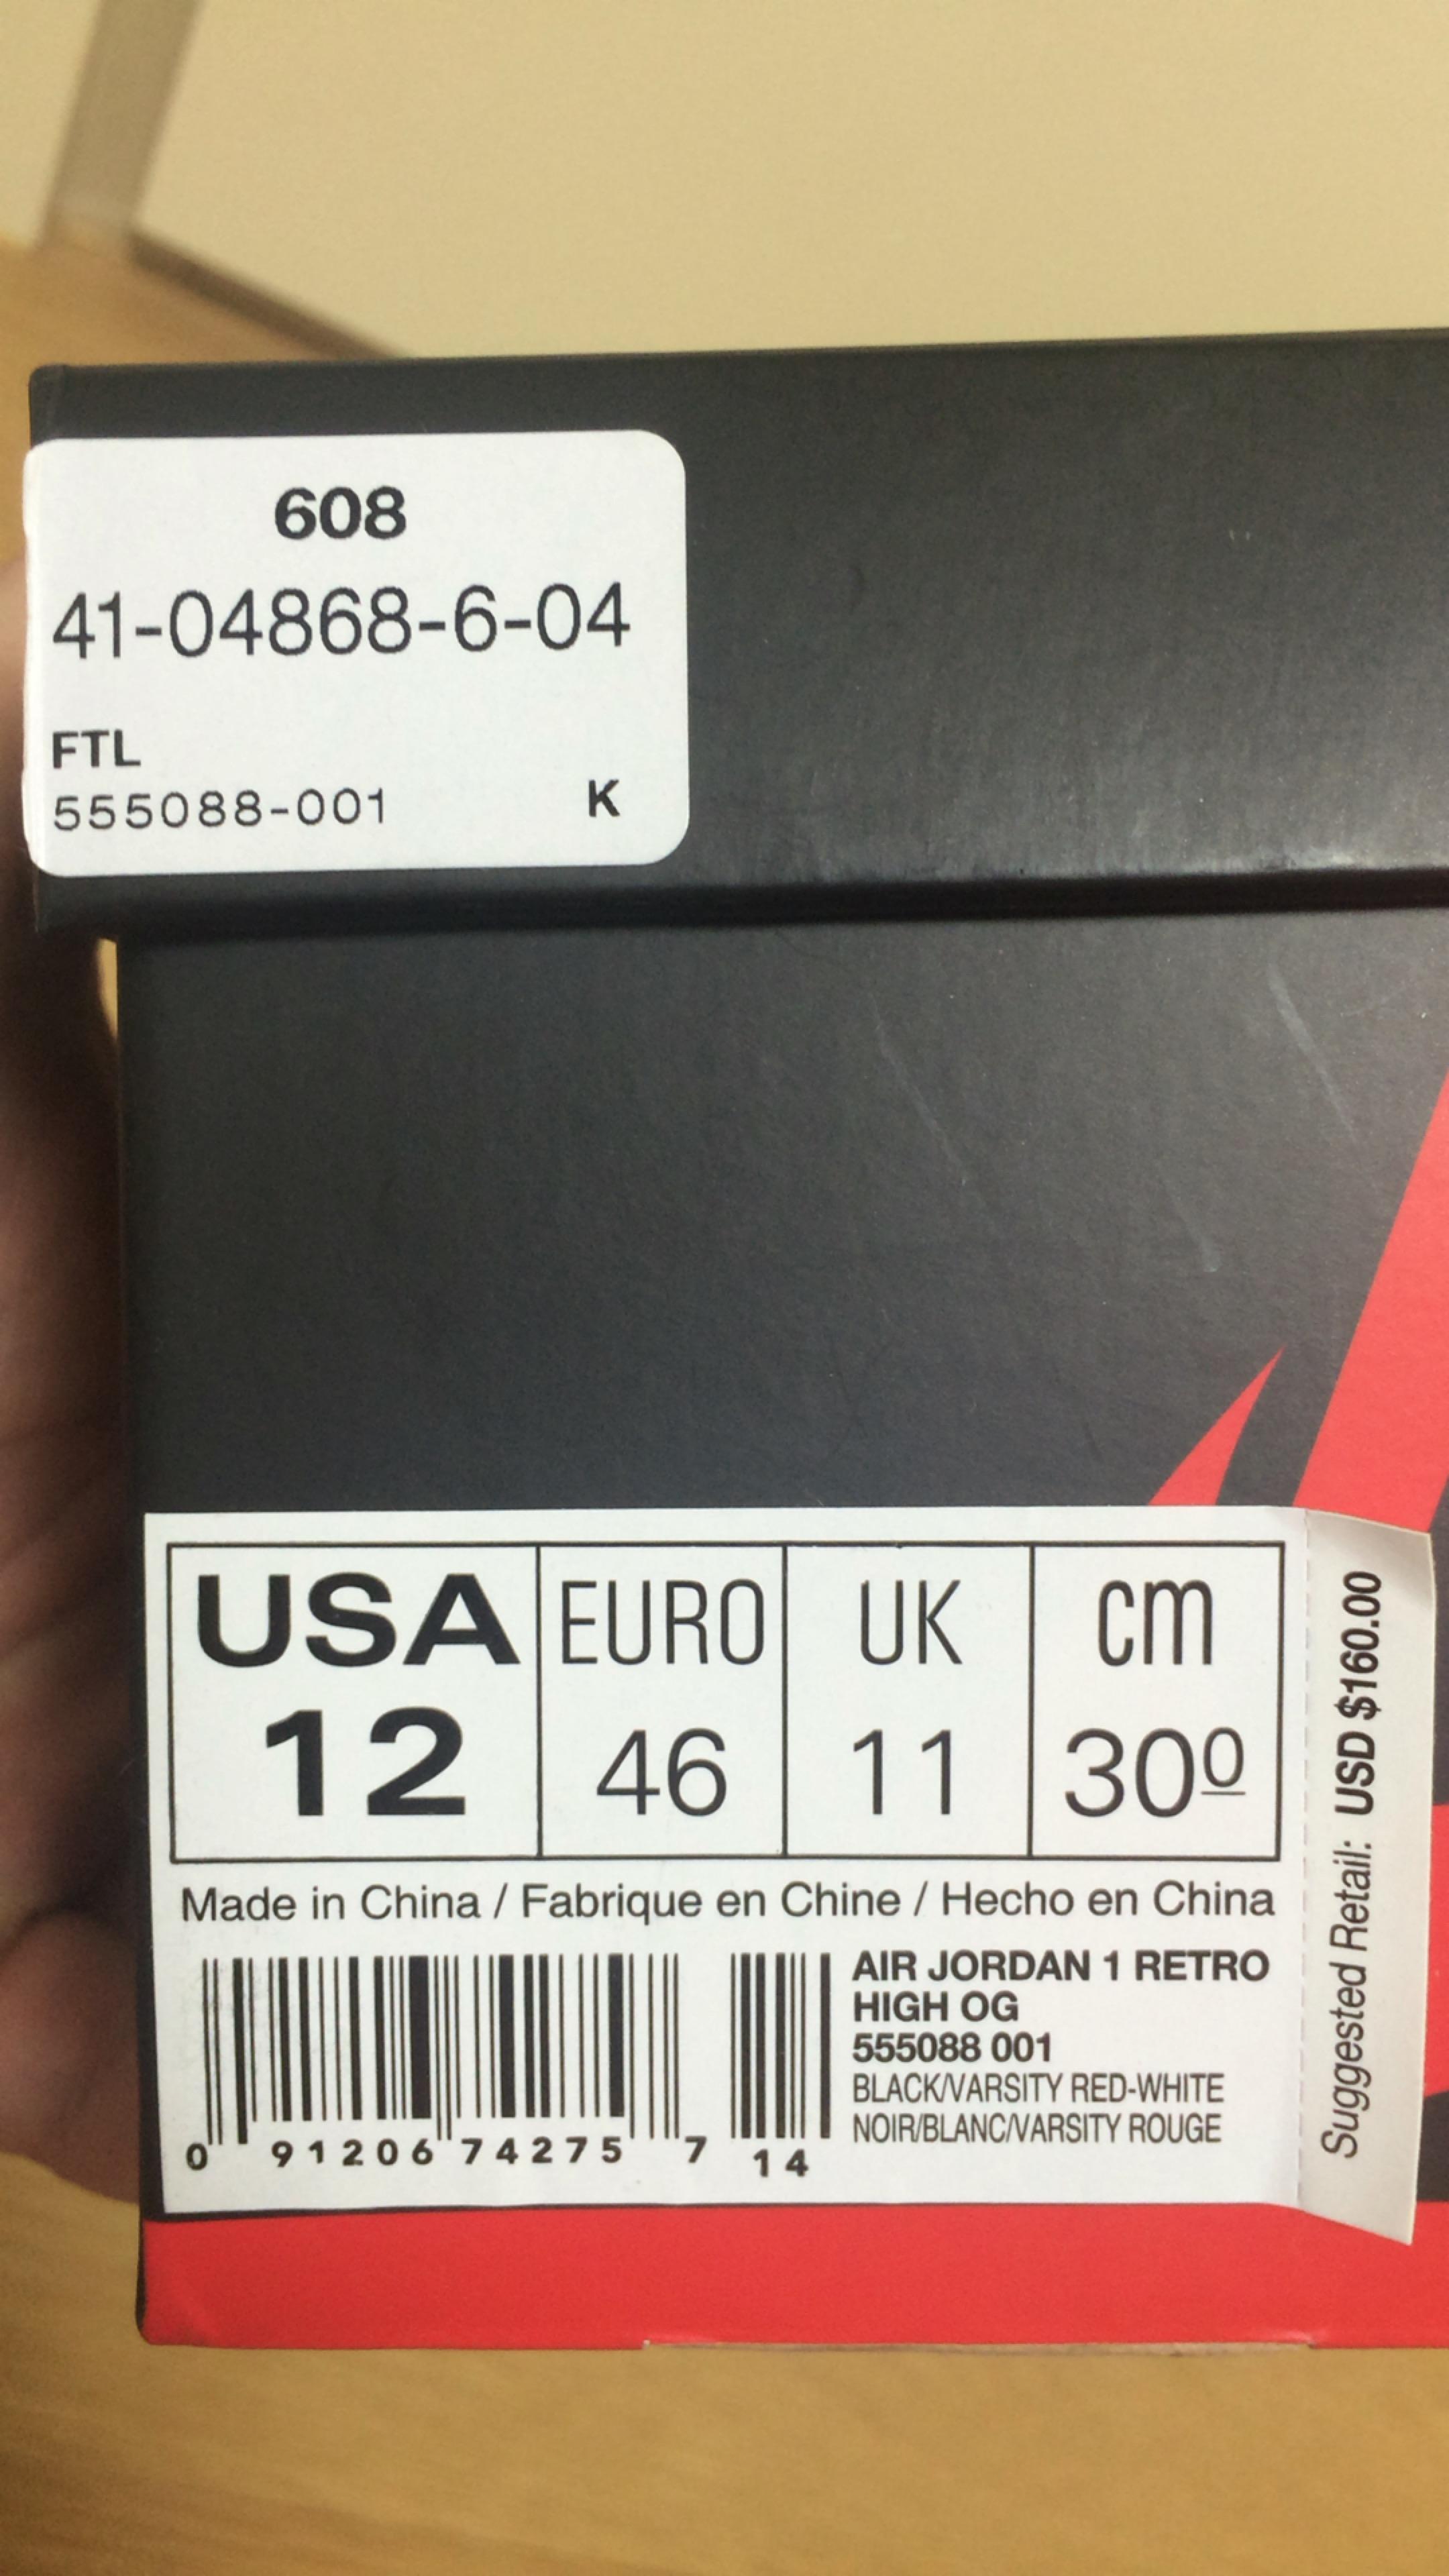 608
41-04868-6-04
FTL
555088-001 K
USA EURO UK cm
12 46 11 30º
Made in China / Fabrique en Chine / Hecho en China
AIR JORDAN 1 RETRO
HIGH OG
555088 001
BLACK/VARSITY RED-WHITE
NOIR/BLANC/VARSITY ROUGE
0 91206 74275 7 14
Suggested Retail: USD $160.00